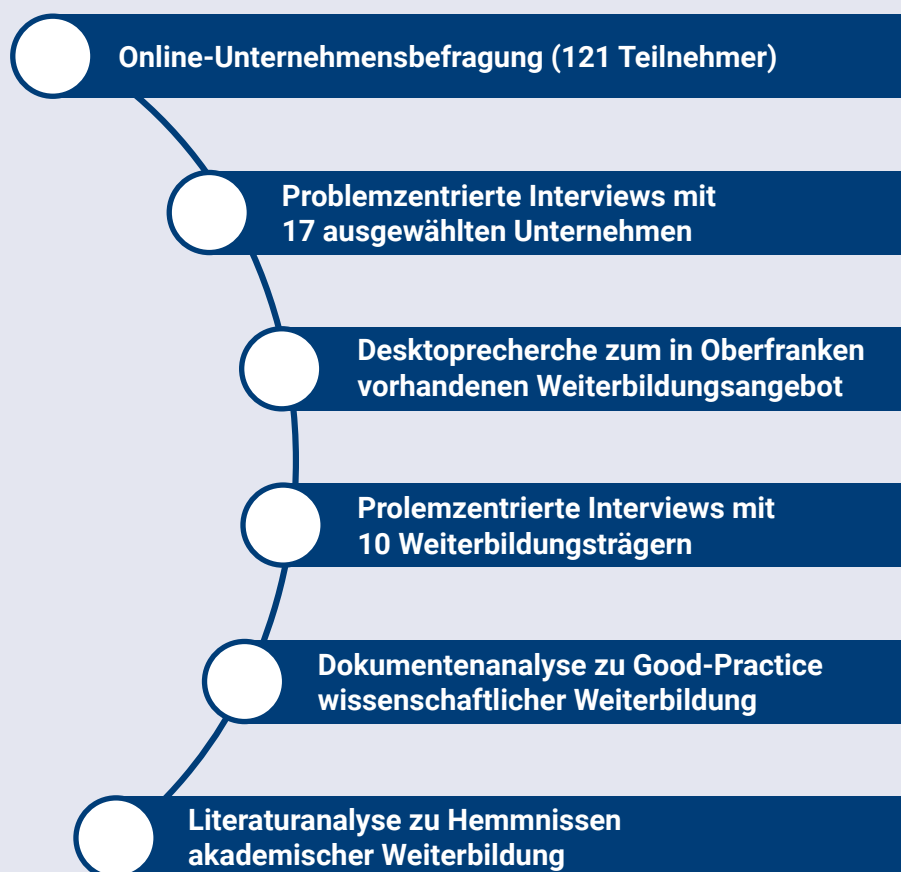 Online-Unternehmensbefragung (121 Teilnehmer)
Problemzentrierte Interviews mit
17 ausgewählten Unternehmen
Desktoprecherche zum in Oberfranken
vorhandenen Weiterbildungsangebot
Prolemzentrierte Interviews mit
10 Weiterbildungsträgern
Dokumentenanalyse zu Good-Practice
wissenschaftlicher Weiterbildung
Literaturanalyse zu Hemmnissen
akademischer Weiterbildung